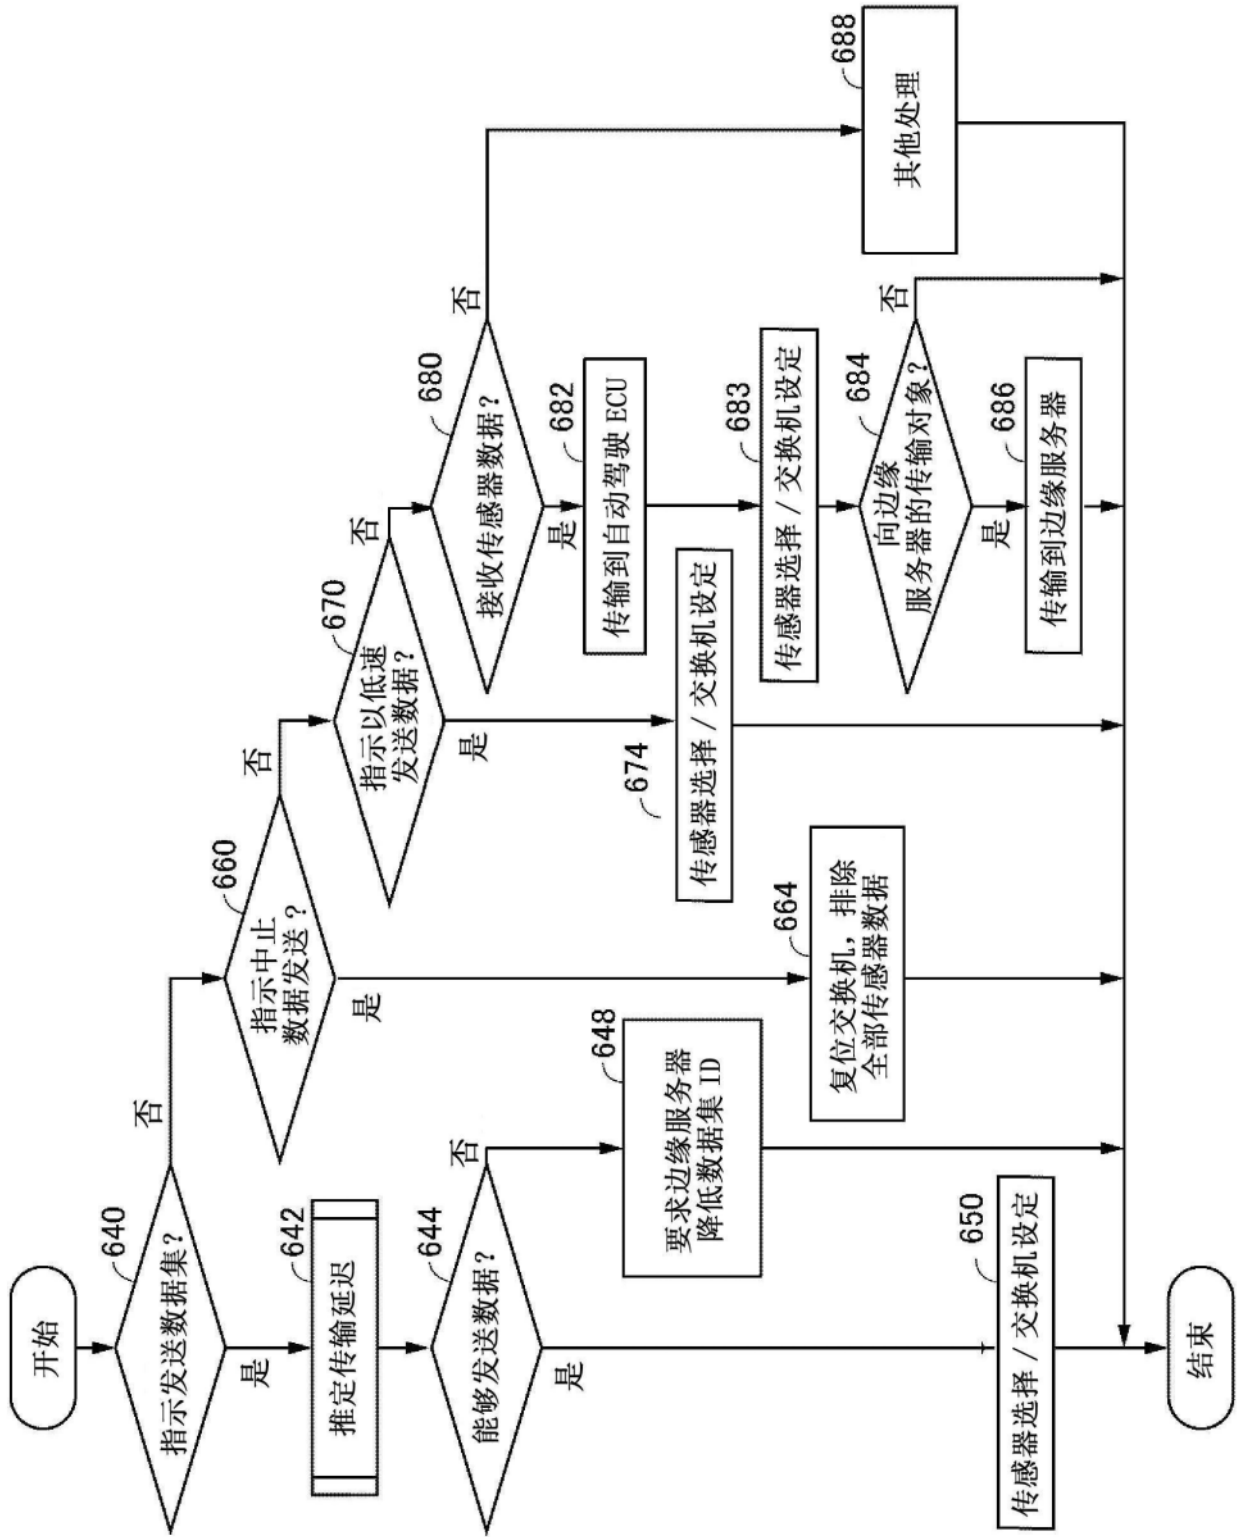 开始
640
指示发送数据集？
是
否
642
推定传输延迟
644
能够发送数据？
是
否
648
要求边缘服务器
降低数据集 ID
650
传感器选择 / 交换机设定
660
指示中止
数据发送？
是
否
664
复位交换机，排除
全部传感器数据
670
指示以低速
发送数据？
是
否
674
传感器选择 / 交换机设定
680
接收传感器数据？
是
否
682
传输到自动驾驶 ECU
683
传感器选择 / 交换机设定
684
向边缘
服务器的传输对象？
是
否
686
传输到边缘服务器
688
其他处理
结束